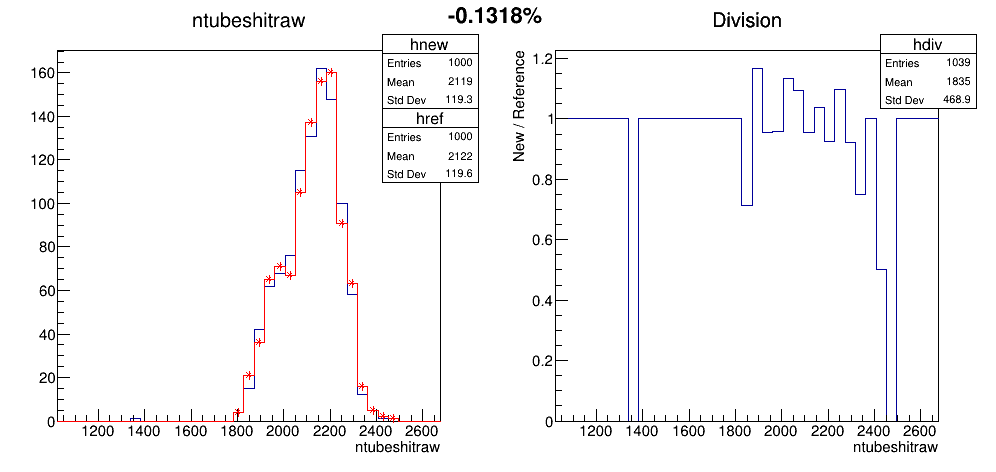 -0.1318%
ntubeshitraw
hnew
Entries 1000
Mean 2119
Std Dev 119.3
href
Entries 1000
Mean 2122
Std Dev 119.6
160
140
120
100
80
60
40
20
0
1200 1400 1600 1800 2000 2200 2400 2600
ntubeshitraw
Division
hdiv
Entries 1039
Mean 1835
Std Dev 468.9
New / Reference
1.2
1
0.8
0.6
0.4
0.2
0
1200 1400 1600 1800 2000 2200 2400 2600
ntubeshitraw